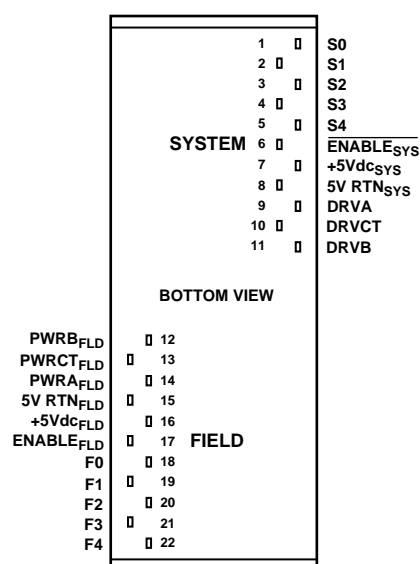 1 S0
2 S1
3 S2
4 S3
5 S4
SYSTEM 6 ENABLESYS
7 +5VdcSYS
8 5V RTNSYS
9 DRVA
10 DRVCT
11 DRVB
BOTTOM VIEW
PWRBFLD 12
PWRCTFLD 13
PWRAFLD 14
5V RTNFLD 15
+5VdcFLD 16
ENABLEFLD 17 FIELD
F0 18
F1 19
F2 20
F3 21
F4 22